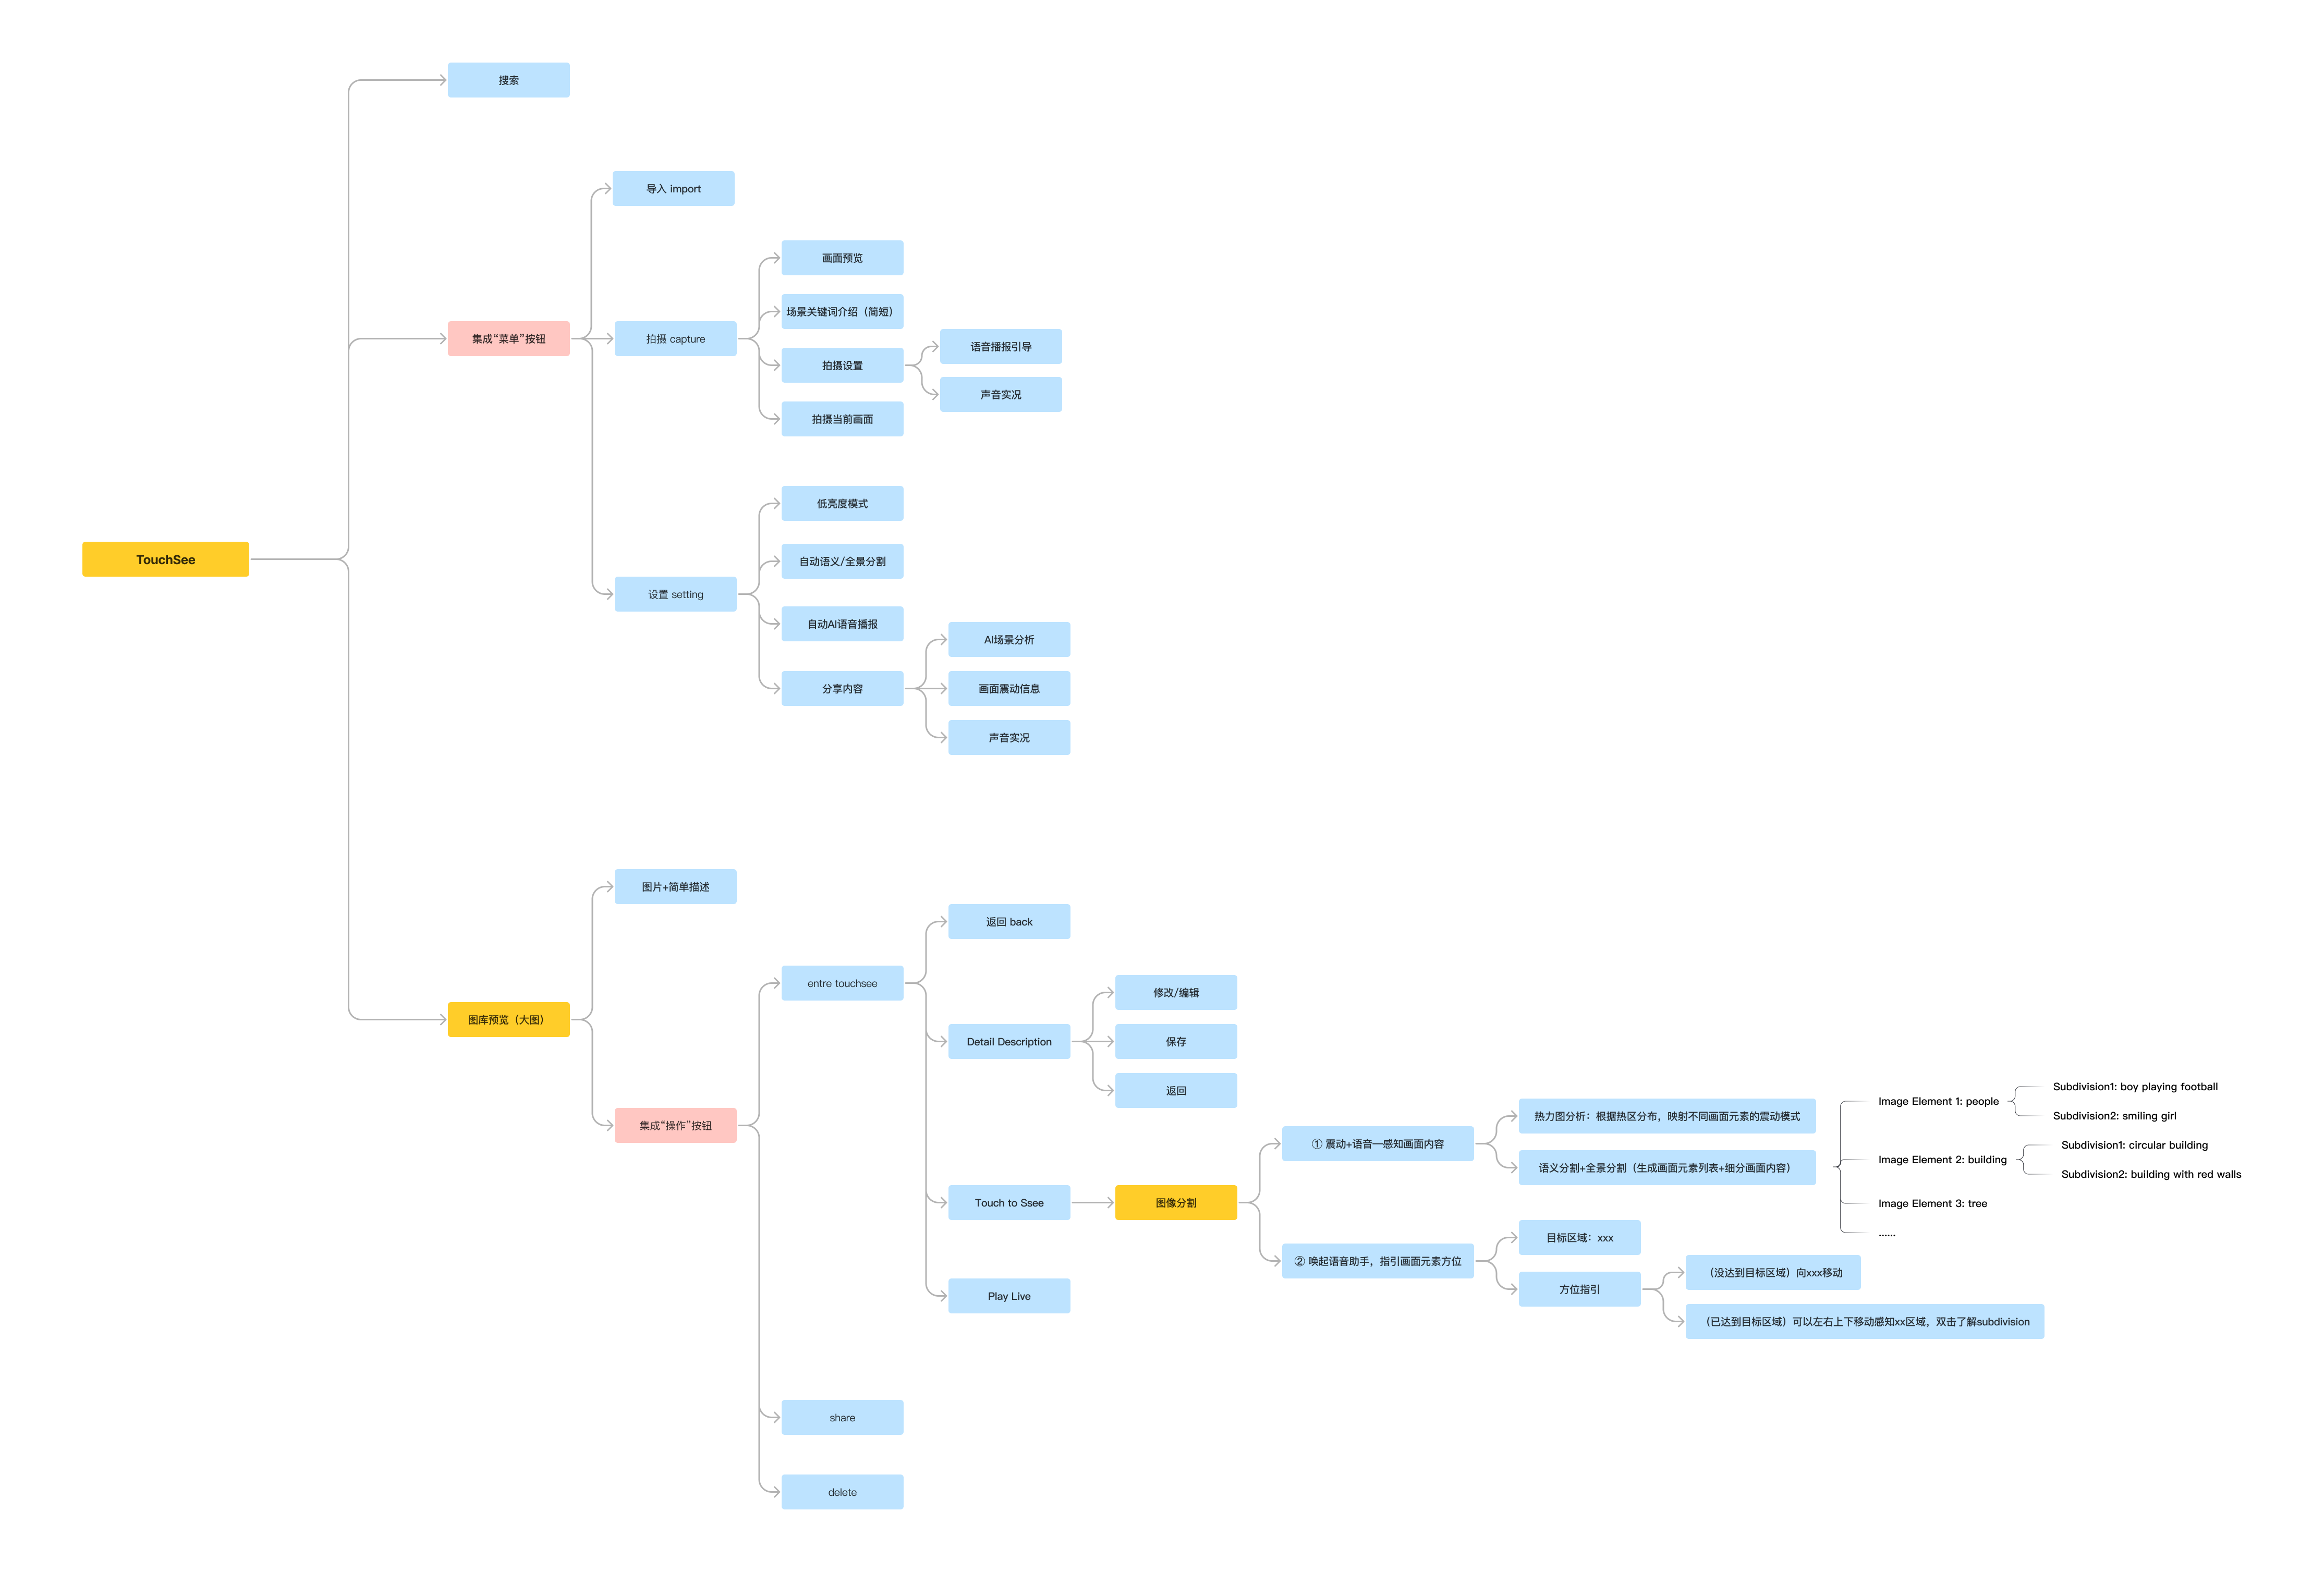 搜索
导入 import
画面预览
场景关键词介绍（简短）
集成“菜单”按钮
拍摄 capture
语音播报引导
拍摄设置
声音实况
拍摄当前画面
低亮度模式
TouchSee
自动语义/全景分割
设置 setting
自动AI语音播报
AI场景分析
分享内容
画面震动信息
声音实况
图片+简单描述
返回 back
entre touchsee
修改/编辑
图库预览（大图）
Detail Description
保存
返回
集成“操作”按钮
① 震动+语音—感知画面内容
热力图分析：根据热区分布，映射不同画面元素的震动模式
语义分割+全景分割（生成画面元素列表+细分画面内容）
Image Element 1: people
Subdivision1: boy playing football
Subdivision2: smiling girl
Image Element 2: building
Subdivision1: circular building
Subdivision2: building with red walls
Image Element 3: tree
......
Touch to Ssee
图像分割
② 唤起语音助手，指引画面元素方位
目标区域：xxx
方位指引
（没达到目标区域）向xxx移动
（已达到目标区域）可以左右上下移动感知xx区域，双击了解subdivision
Play Live
share
delete